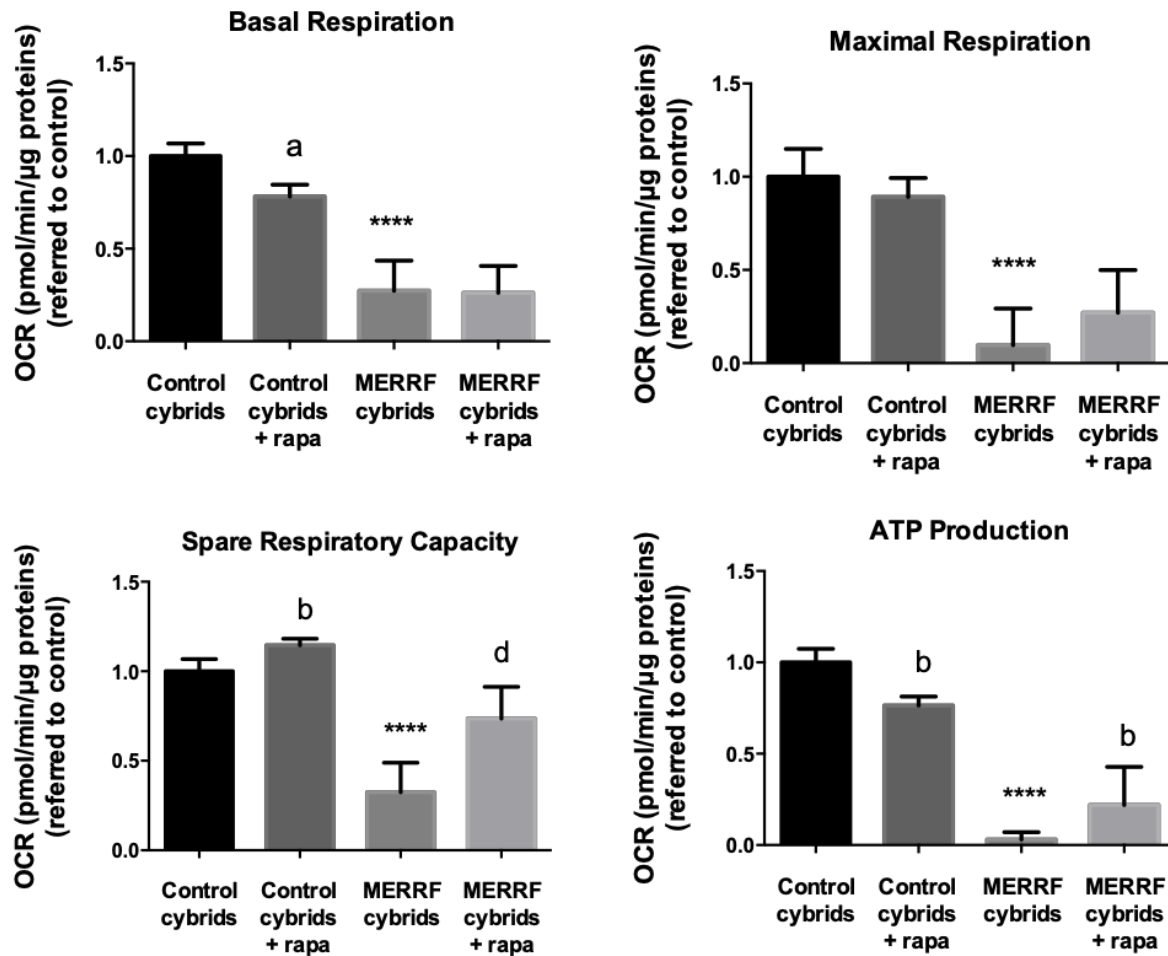 Basal Respiration
OCR (pmol/min/µg proteins)
(referred to control)
1.5
1.0
0.5
0.0
a
****
Control
cybrids
Control
cybrids
+ rapa
MERRF
cybrids
MERRF
cybrids
+ rapa
Maximal Respiration
OCR (pmol/min/µg proteins)
(referred to control)
1.5
1.0
0.5
0.0
****
Control
cybrids
Control
cybrids
+ rapa
MERRF
cybrids
MERRF
cybrids
+ rapa
Spare Respiratory Capacity
OCR (pmol/min/µg proteins)
(referred to control)
1.5
1.0
0.5
0.0
b
****
d
Control
cybrids
Control
cybrids
+ rapa
MERRF
cybrids
MERRF
cybrids
+ rapa
ATP Production
OCR (pmol/min/µg proteins)
(referred to control)
1.5
1.0
0.5
0.0
b
****
b
Control
cybrids
Control
cybrids
+ rapa
MERRF
cybrids
MERRF
cybrids
+ rapa